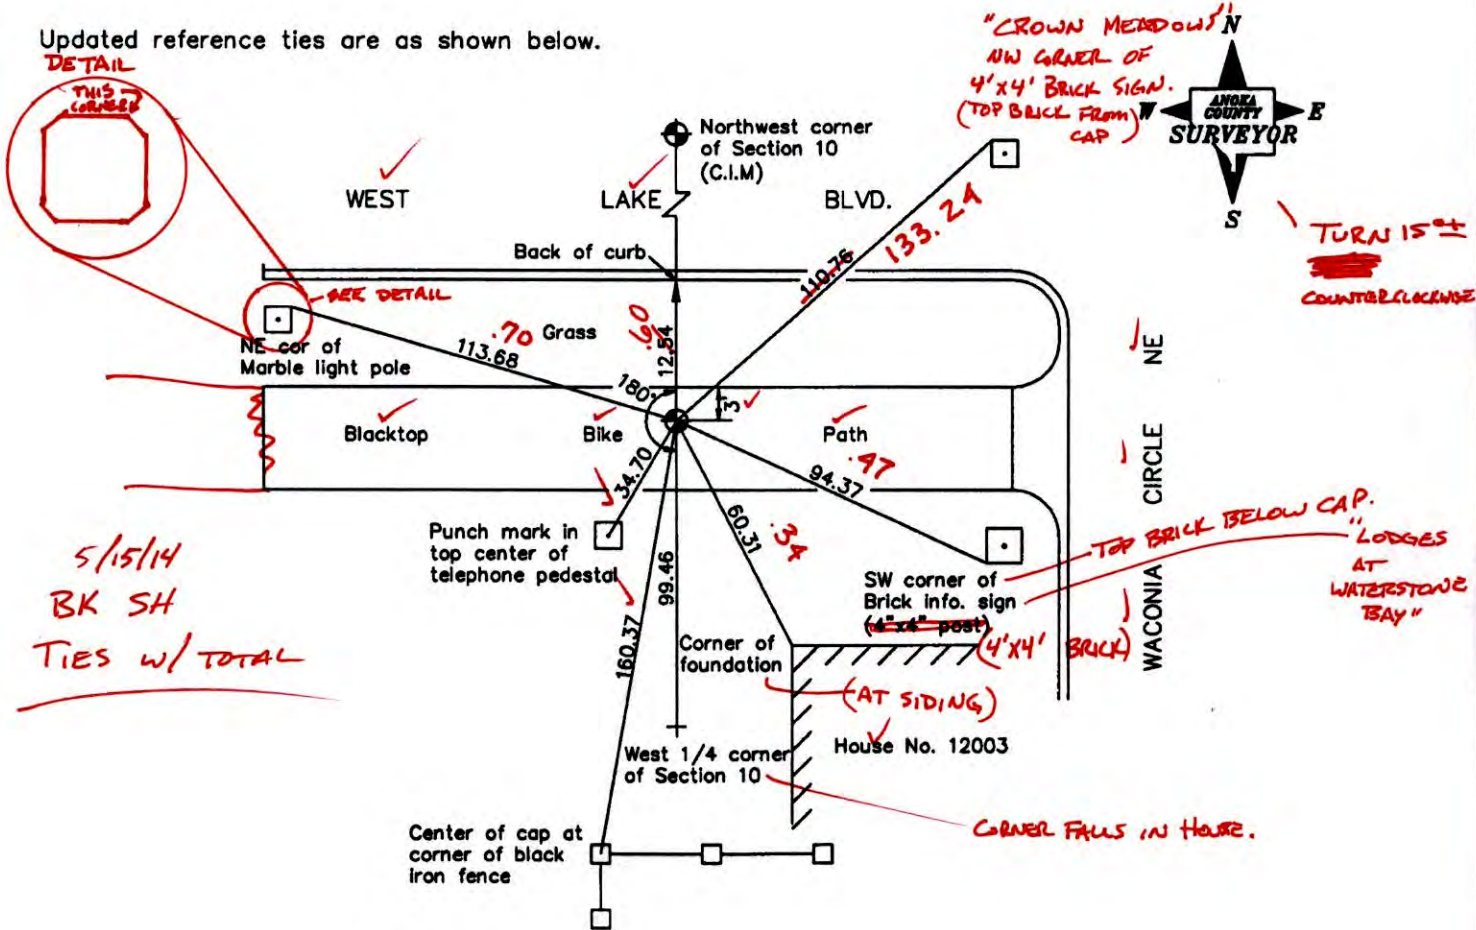 Updated reference ties are as shown below.
DETAIL
THIS
CORNER
"CROWN MEADOWS"
NW CORNER OF
4'x4' BRICK SIGN.
(TOP BRICK FROM)
CAP
N
W
E
S
ANOKA
COUNTY
SURVEYOR
TURN 15°±
COUNTERCLOCKWISE
Northwest corner
of Section 10
(C.I.M)
WEST LAKE BLVD.
Back of curb
110.76
133.24
SEE DETAIL
NE cor of
Marble light pole
113.68
.70
Grass
12.54
.60
180°
3'
Blacktop Bike Path
34.70
94.37
.47
60.31
.34
99.46
160.37
Punch mark in
top center of
telephone pedestal
SW corner of
Brick info. sign
(4"x4" post)
(4'x4' BRICK)
TOP BRICK BELOW CAP.
"LODGES
AT
WATERSTONE
BAY"
WACONIA CIRCLE NE
5/15/14
BK SH
TIES W/ TOTAL
Corner of
foundation
(AT SIDING)
House No. 12003
West 1/4 corner
of Section 10
CORNER FALLS IN HOUSE.
Center of cap at
corner of black
iron fence